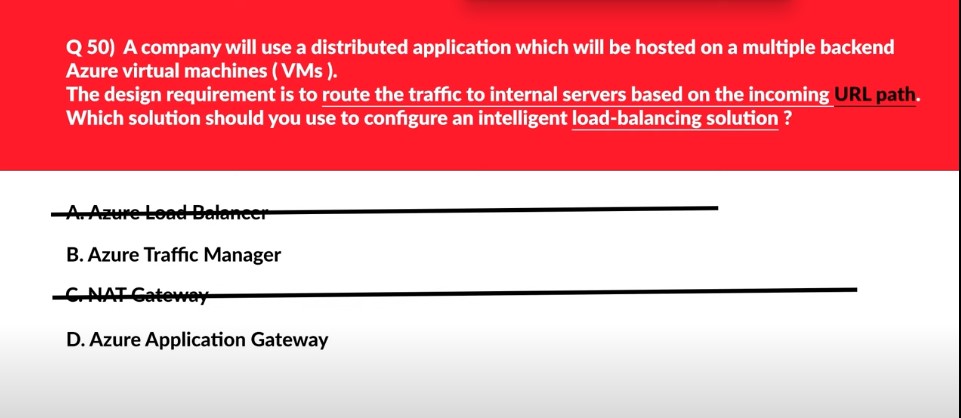 Q 50) A company will use a distributed application which will be hosted on a multiple backend
Azure virtual machines ( VMs ).
The design requirement is to route the traffic to internal servers based on the incoming URL path.
Which solution should you use to configure an intelligent load-balancing solution ?
A. Azure Load Balancer
B. Azure Traffic Manager
C. NAT Gateway
D. Azure Application Gateway